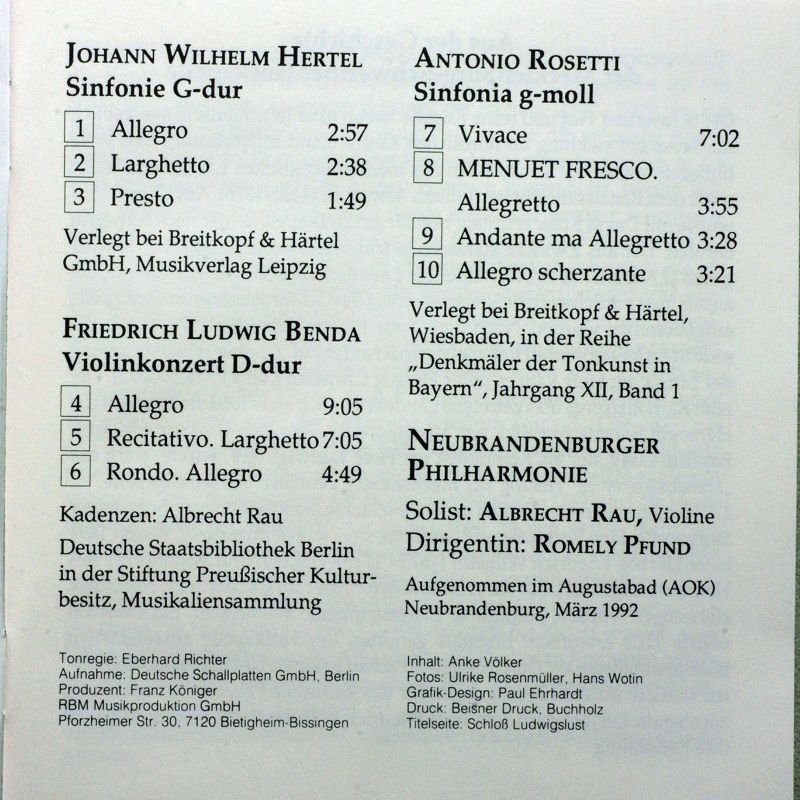 JOHANN WILHELM HERTEL
Sinfonie G-dur
1 Allegro 2:57
2 Larghetto 2:38
3 Presto 1:49
Verlegt bei Breitkopf & Härtel
GmbH, Musikverlag Leipzig
FRIEDRICH LUDWIG BENDA
Violinkonzert D-dur
4 Allegro 9:05
5 Recitativo. Larghetto 7:05
6 Rondo. Allegro 4:49
Kadenzen: Albrecht Rau
Deutsche Staatsbibliothek Berlin
in der Stiftung Preußischer Kultur-
besitz, Musikaliensammlung
Tonregie: Eberhard Richter
Aufnahme: Deutsche Schallplatten GmbH, Berlin
Produzent: Franz Königer
RBM Musikproduktion GmbH
Pforzheimer Str. 30, 7120 Bietigheim-Bissingen
ANTONIO ROSETTI
Sinfonia g-moll
7 Vivace 7:02
8 MENUET FRESCO.
Allegretto 3:55
9 Andante ma Allegretto 3:28
10 Allegro scherzante 3:21
Verlegt bei Breitkopf & Härtel,
Wiesbaden, in der Reihe
„Denkmäler der Tonkunst in
Bayern“, Jahrgang XII, Band 1
NEUBRANDENBURGER
PHILHARMONIE
Solist: ALBRECHT RAU, Violine
Dirigentin: ROMELY PFUND
Aufgenommen im Augustabad (AOK)
Neubrandenburg, März 1992
Inhalt: Anke Völker
Fotos: Ulrike Rosenmüller, Hans Wotin
Grafik-Design: Paul Ehrhardt
Druck: Beisner Druck, Buchholz
Titelseite: Schloß Ludwigslust